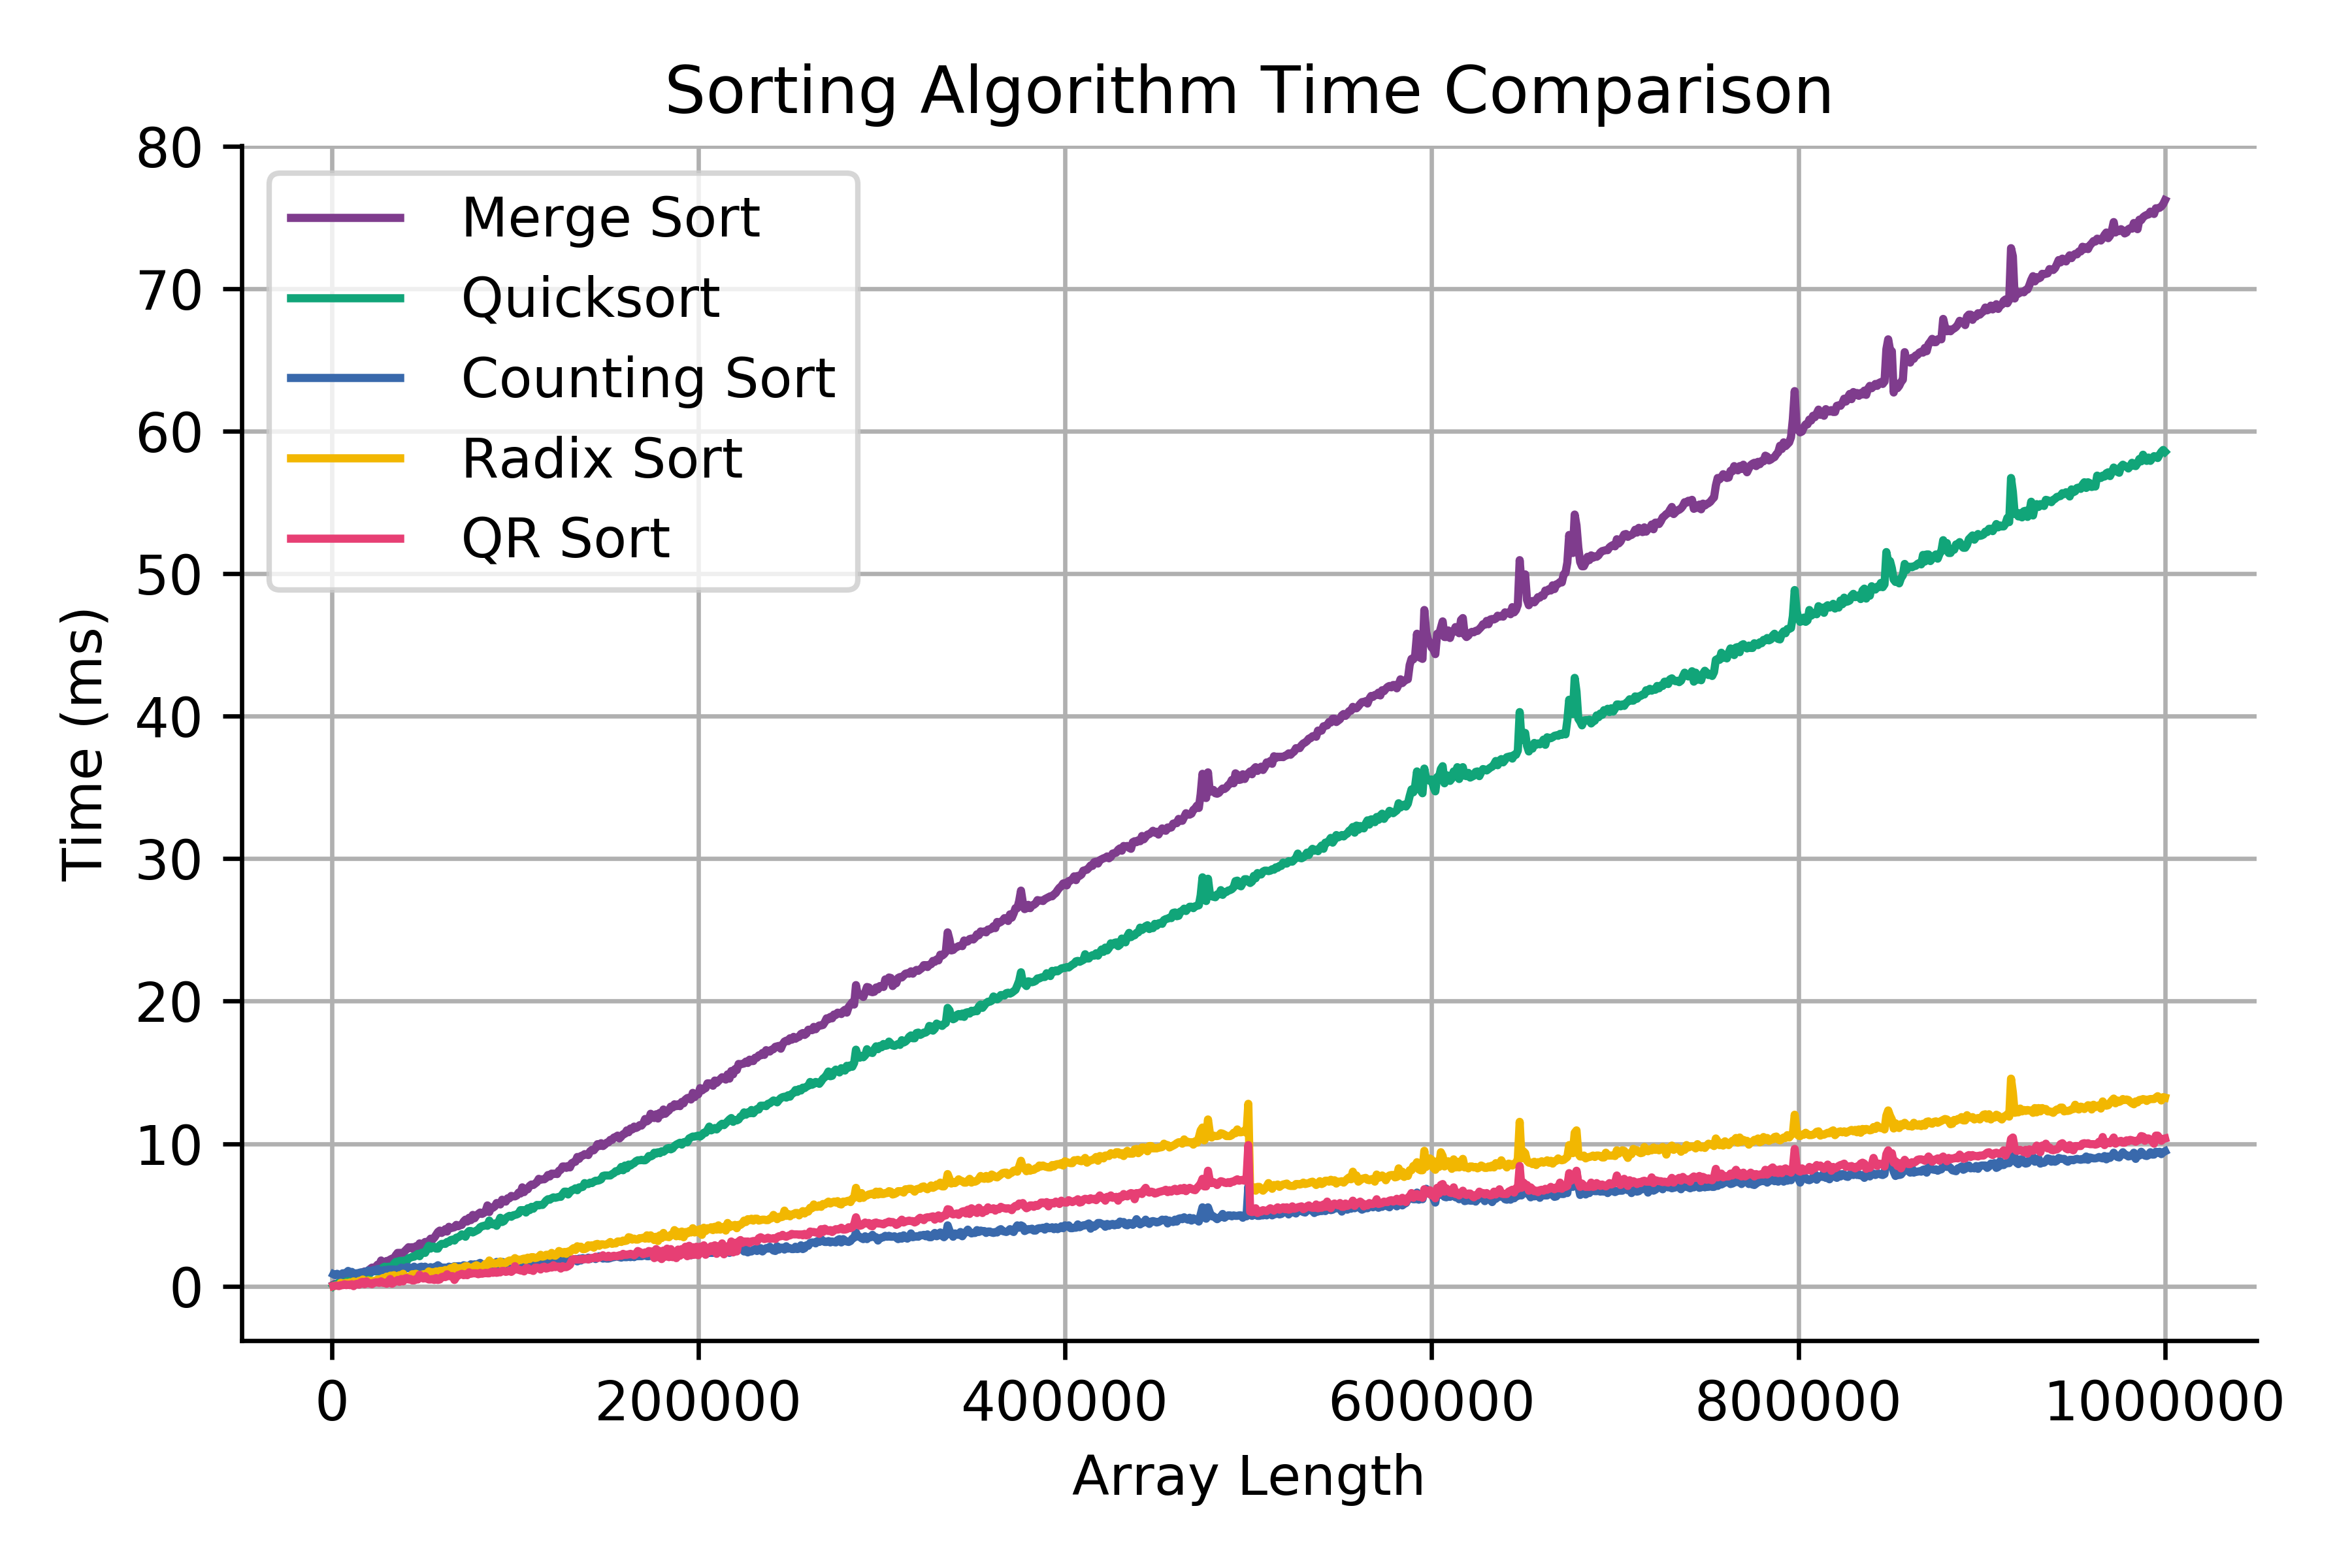 Sorting Algorithm Time Comparison
80
70
60
50
40
30
20
10
0
Time (ms)
Merge Sort
Quicksort
Counting Sort
Radix Sort
QR Sort
0
200000
400000
600000
800000
1000000
Array Length